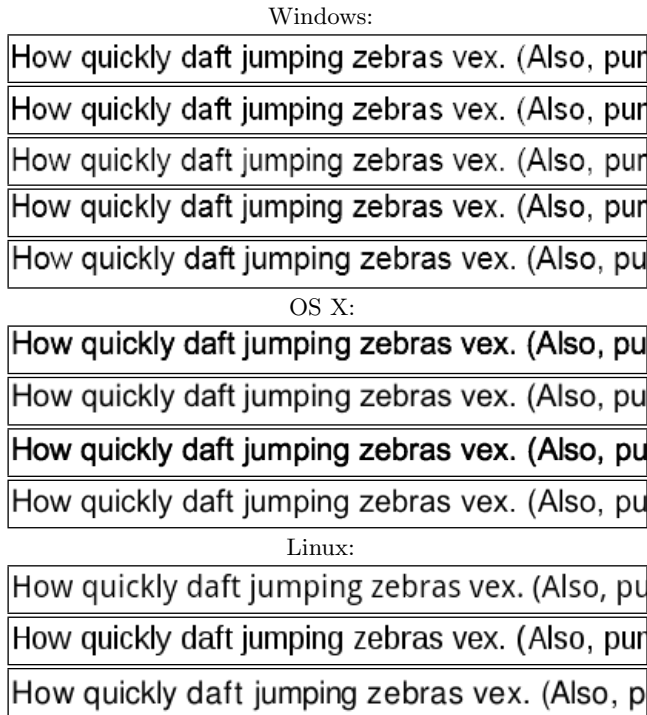 Windows:
How quickly daft jumping zebras vex. (Also, pur
How quickly daft jumping zebras vex. (Also, pur
How quickly daft jumping zebras vex. (Also, pur
How quickly daft jumping zebras vex. (Also, pur
How quickly daft jumping zebras vex. (Also, pu
OS X:
How quickly daft jumping zebras vex. (Also, pu
How quickly daft jumping zebras vex. (Also, pu
How quickly daft jumping zebras vex. (Also, pu
How quickly daft jumping zebras vex. (Also, pu
Linux:
How quickly daft jumping zebras vex. (Also, pu
How quickly daft jumping zebras vex. (Also, pur
How quickly daft jumping zebras vex. (Also, p